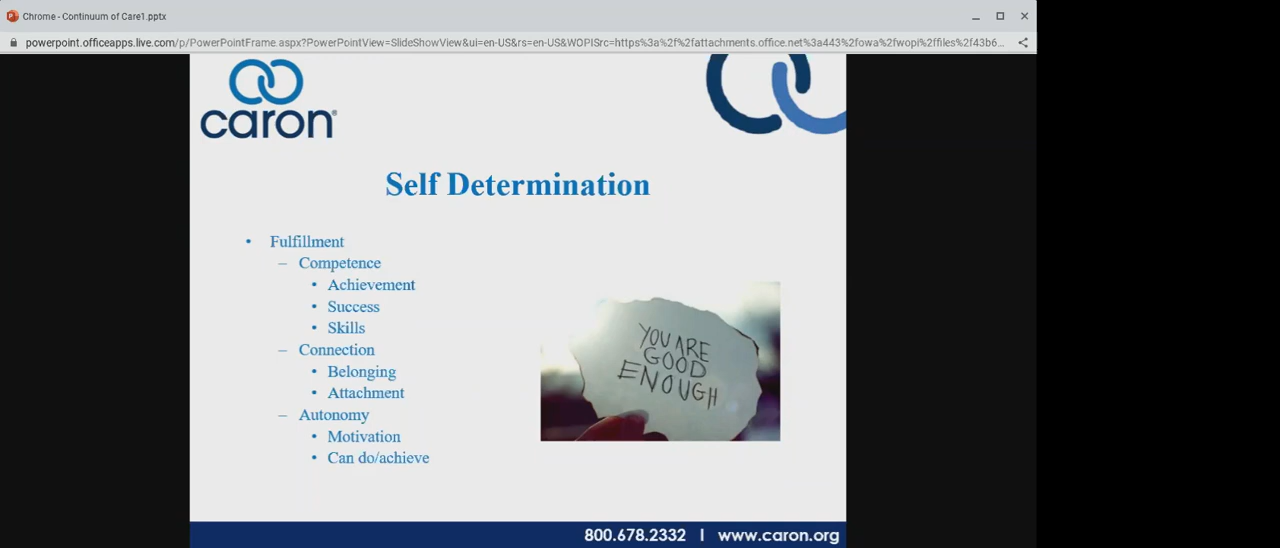 Chrome - Continuum of Care1.pptx
powerpoint.officeapps.live.com/p/PowerPointFrame.aspx?PowerPointView=SlideShowView&ui=en-US&rs=en-US&WOPISrc=https%3a%2f%2fattachments.office.net%3a443%2fowa%2fwopi%2ffiles%2f43b6...
caron®
Self Determination
• Fulfillment
– Competence
• Achievement
• Success
• Skills
– Connection
• Belonging
• Attachment
– Autonomy
• Motivation
• Can do/achieve
YOU ARE
GOOD
ENOUGH
800.678.2332 | www.caron.org